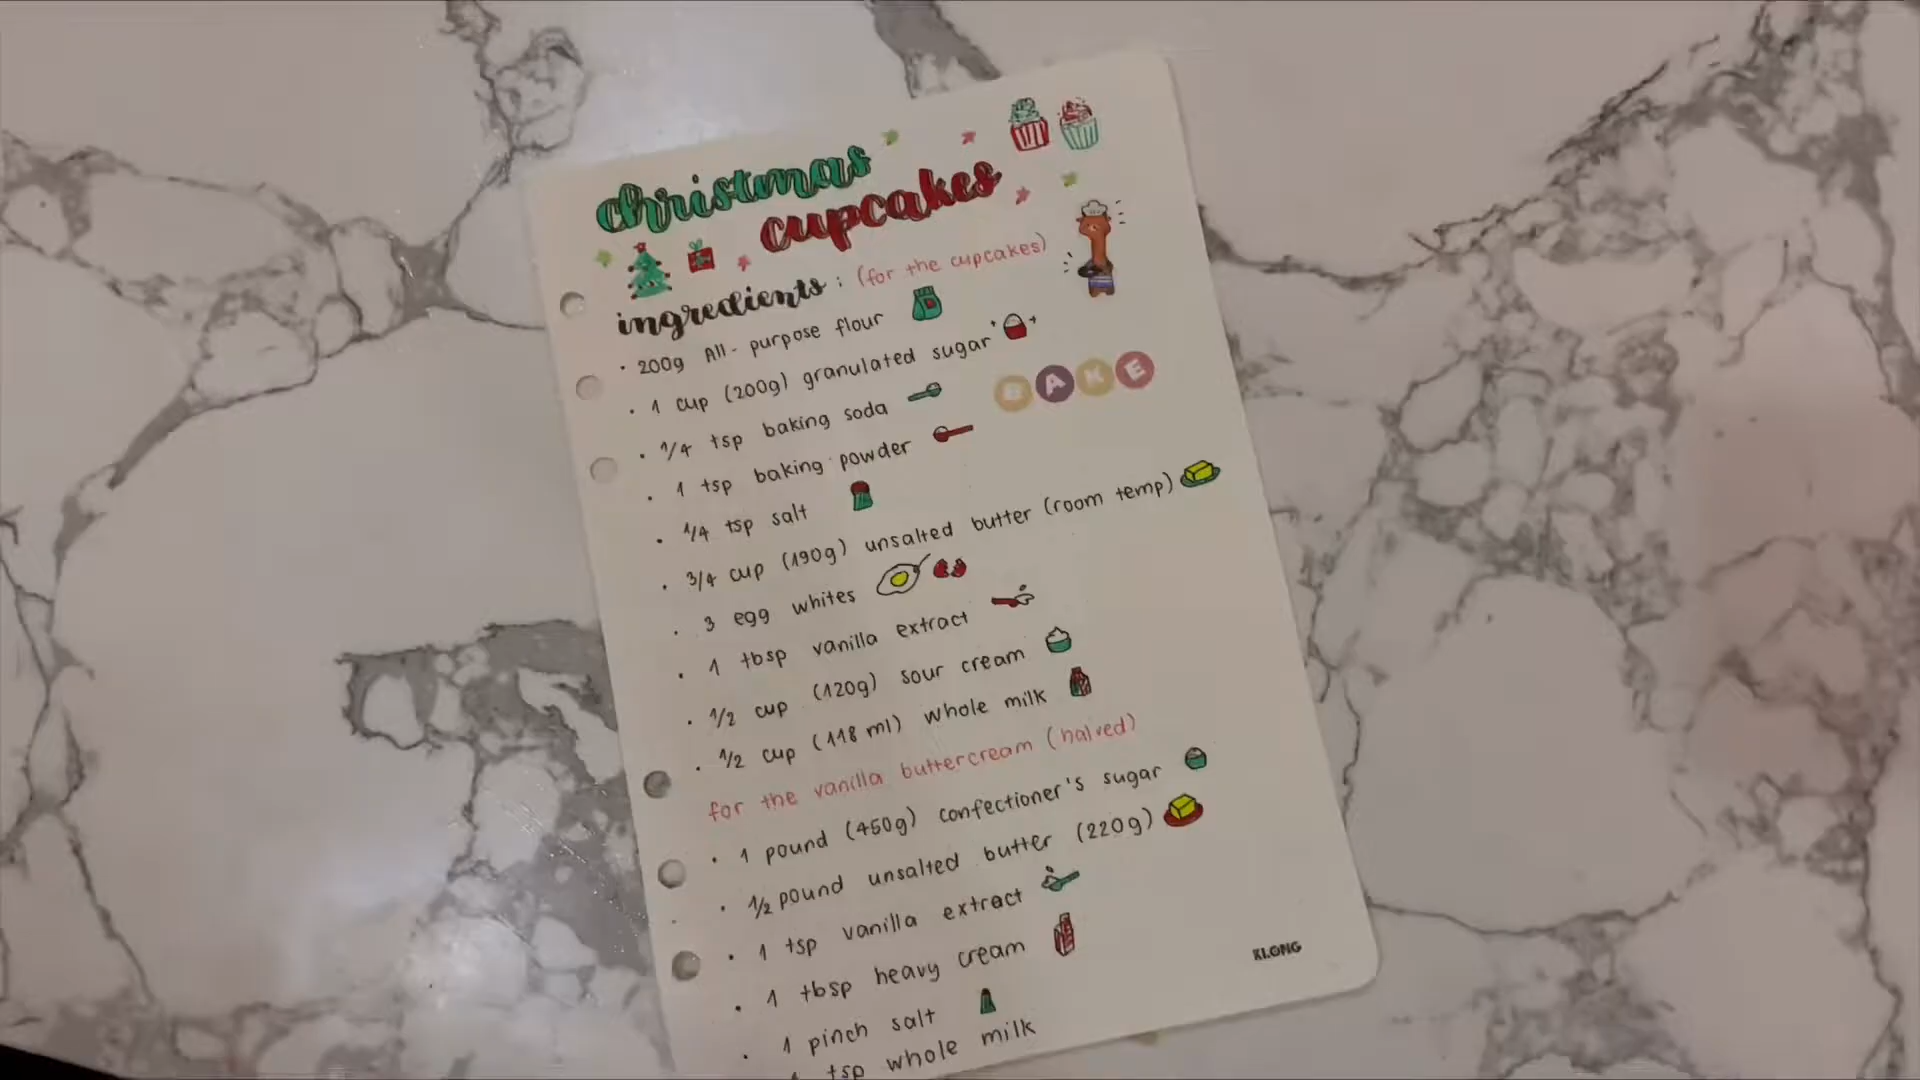 christmas
cupcakes
ingredients : (for the cupcakes)
• 200g All-purpose flour
• 1 cup (200g) granulated sugar
• 1/4 tsp baking soda
BAKE
• 1 tsp baking powder
• 1/4 tsp salt
• 3/4 cup (190g) unsalted butter (room temp)
• 3 egg whites
• 1 tbsp vanilla extract
• 1/2 cup (120g) sour cream
• 1/2 cup (118 ml) whole milk
for the vanilla buttercream (halved)
• 1 pound (450g) confectioner's sugar
• 1/2 pound unsalted butter (220g)
• 1 tsp vanilla extract
• 1 tbsp heavy cream
• 1 pinch salt
tsp whole milk
KLONG